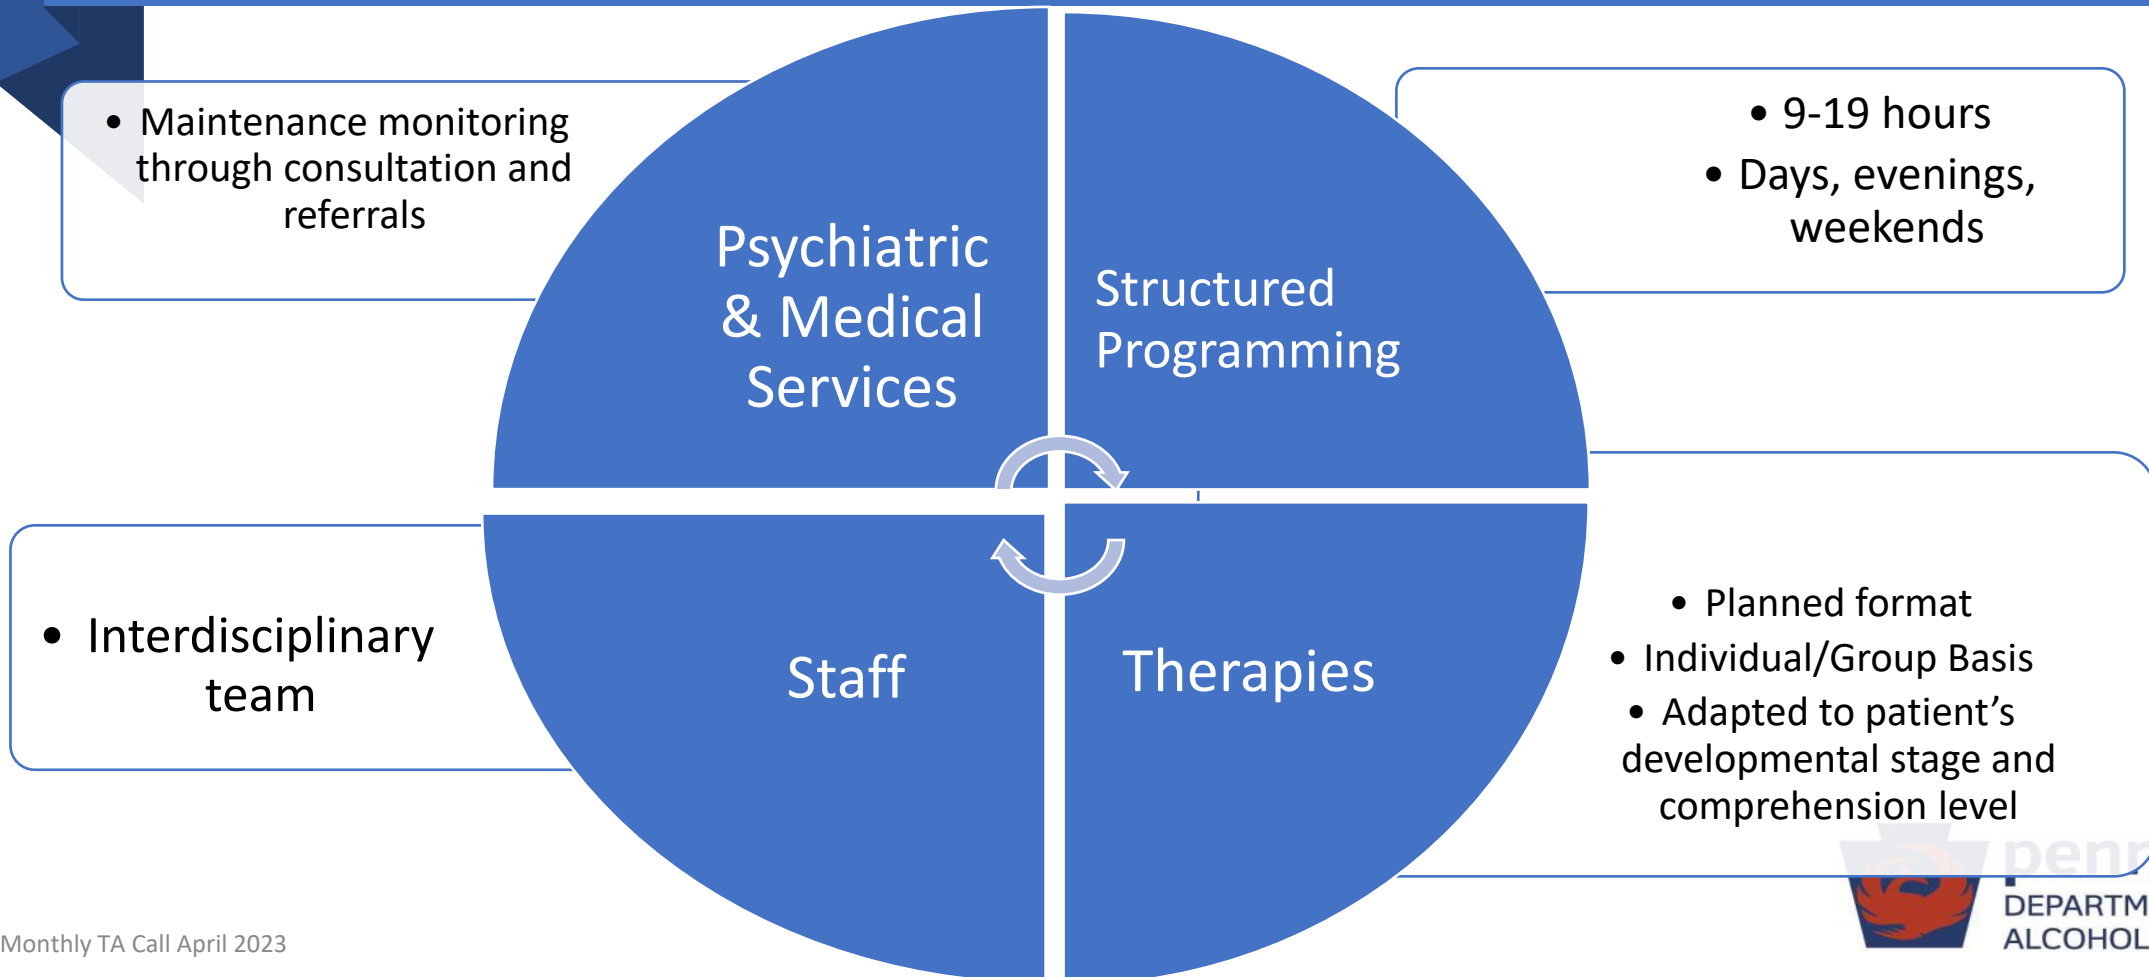 • Maintenance monitoring
through consultation and
referrals
Psychiatric
& Medical
Services
Structured
Programming
• 9-19 hours
• Days, evenings,
weekends
• Interdisciplinary
team
Staff
Therapies
• Planned format
• Individual/Group Basis
• Adapted to patient’s
developmental stage and
comprehension level
Monthly TA Call April 2023
ALCOHOL